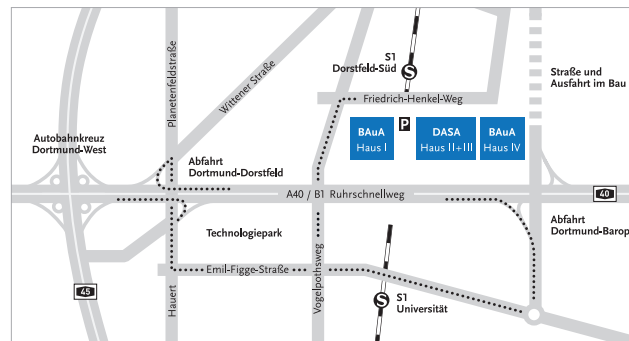 S1
Dorstfeld-Süd
S
Straße und
Ausfahrt im Bau
Planetenfeldstraße
Wittener Straße
Friedrich-Henkel-Weg
P
BAuA
Haus I
DASA
Haus II+III
BAuA
Haus IV
Autobahnkreuz
Dortmund-West
Abfahrt
Dortmund-Dorstfeld
A40 / B1 Ruhrschnellweg
40
Abfahrt
Dortmund-Barop
Technologiepark
Vogelpothsweg
Emil-Figge-Straße
Hauert
45
S
S1
Universität